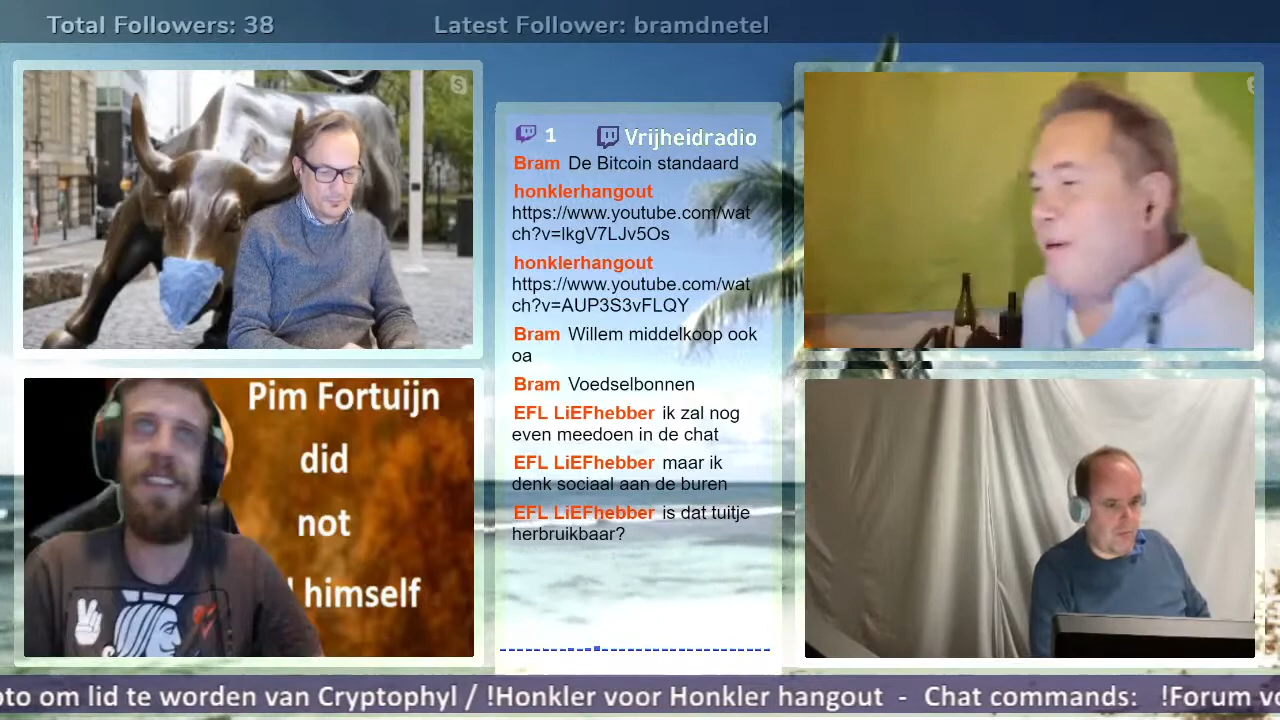 Total Followers: 38
Latest Follower: bramdnetel
1
Vrijheidradio
Bram De Bitcoin standaard
honklerhangout
https://www.youtube.com/wat
ch?v=lkgV7LJv5Os
honklerhangout
https://www.youtube.com/wat
ch?v=AUP3S3vFLQY
Bram Willem middelkoop ook
oa
Bram Voedselbonnen
EFL LiEFhebber ik zal nog
even meedoen in de chat
EFL LiEFhebber maar ik
denk sociaal aan de buren
EFL LiEFhebber is dat tuitje
herbruikbaar?
Pim Fortuijn
did
not
himself
om lid te worden van Cryptophyl / !Honkler voor Honkler hangout - Chat commands: !Forum